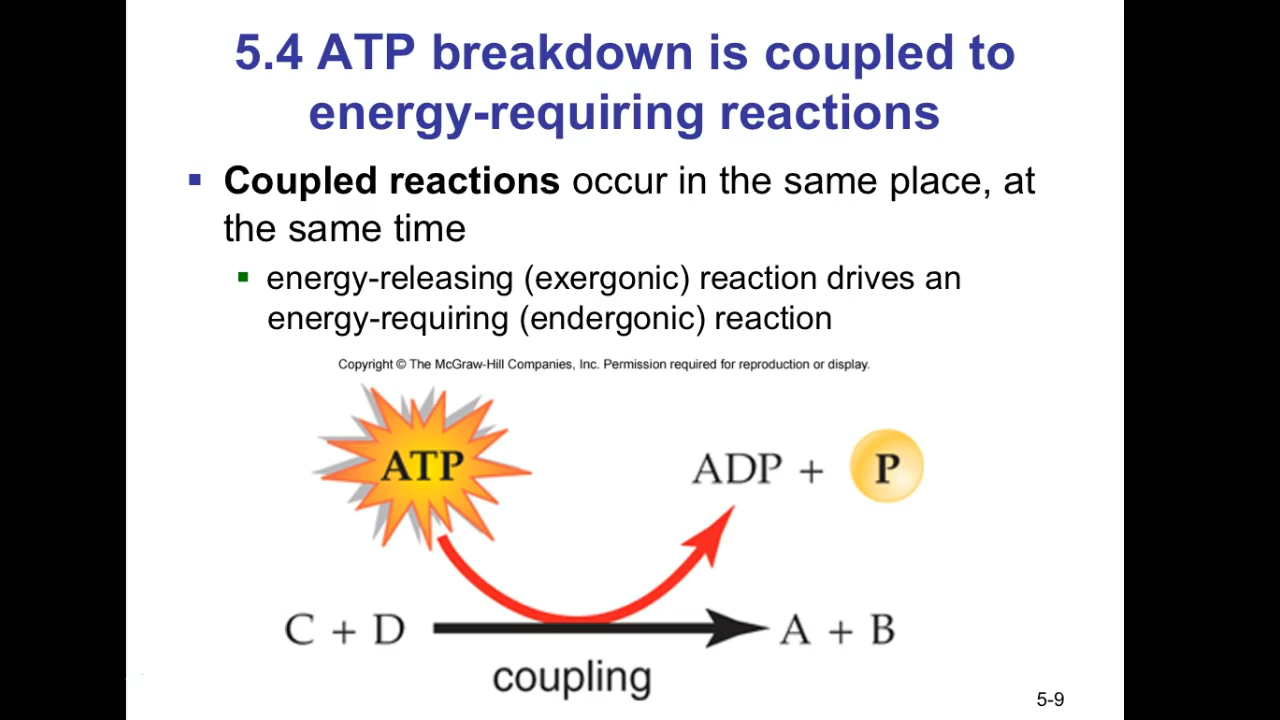 5.4 ATP breakdown is coupled to
energy-requiring reactions
▪ Coupled reactions occur in the same place, at
the same time
▪ energy-releasing (exergonic) reaction drives an
energy-requiring (endergonic) reaction
Copyright © The McGraw-Hill Companies, Inc. Permission required for reproduction or display.
ATP
ADP + P
C + D
A + B
coupling
5-9